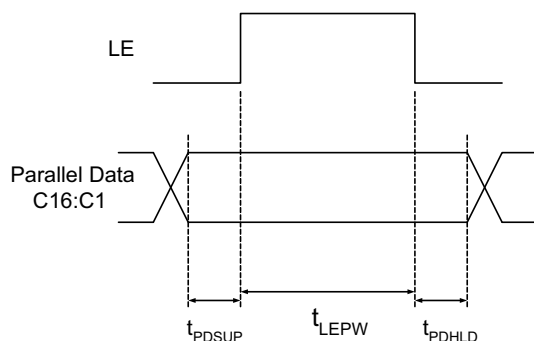 LE
Parallel Data
C16:C1
tPDSUP
tLEPW
tPDHLD